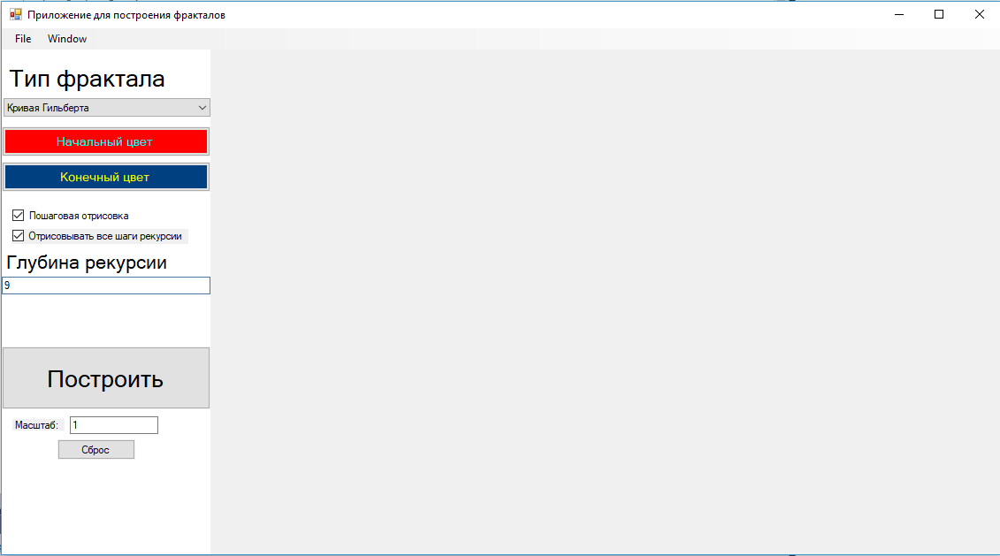 Приложение для построения фракталов
File Window
Тип фрактала
Кривая Гильберта
Начальный цвет
Конечный цвет
Пошаговая отрисовка
Отрисовывать все шаги рекурсии
Глубина рекурсии
9
Построить
Масштаб: 1
Сброс